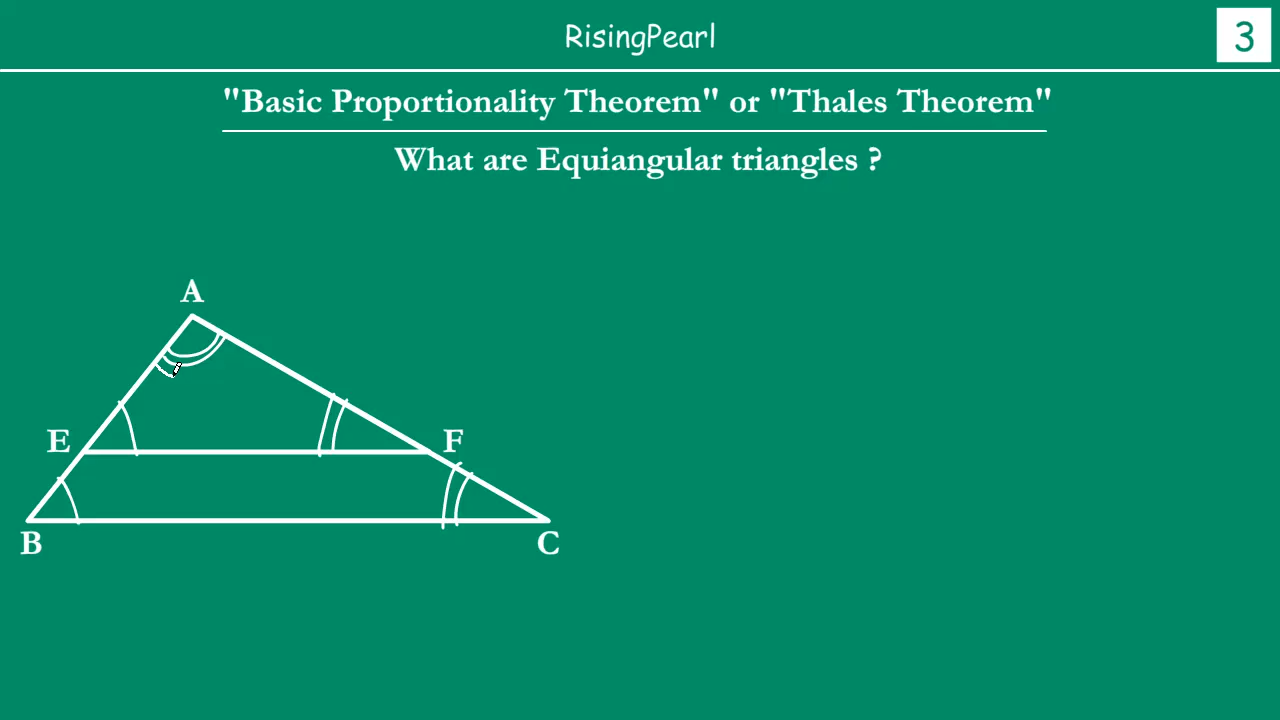 RisingPearl
3
"Basic Proportionality Theorem" or "Thales Theorem"
What are Equiangular triangles ?
A
E
F
B
C